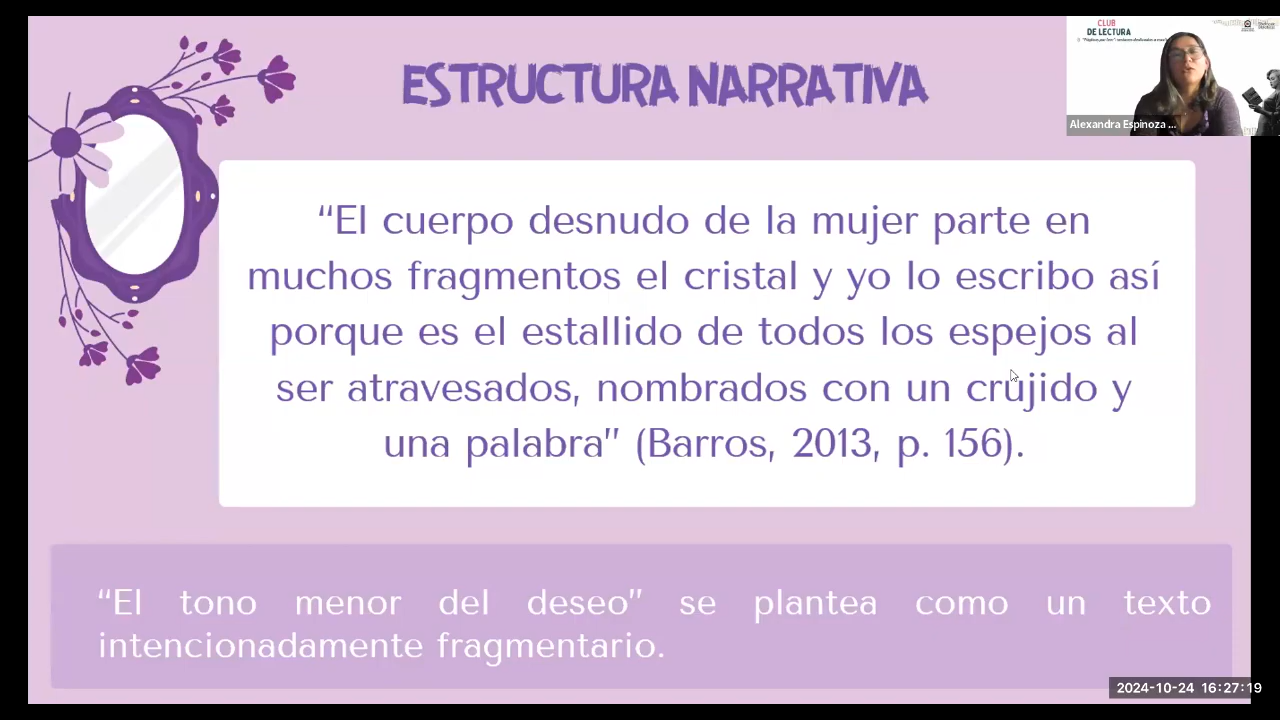 ESTRUCTURA NARRATIVA
CLUB
DE LECTURA
Alexandra Espinoza ...
“El cuerpo desnudo de la mujer parte en
muchos fragmentos el cristal y yo lo escribo así
porque es el estallido de todos los espejos al
ser atravesados, nombrados con un crujido y
una palabra” (Barros, 2013, p. 156).
“El tono menor del deseo” se plantea como un texto
intencionadamente fragmentario.
2024-10-24 16:27:19